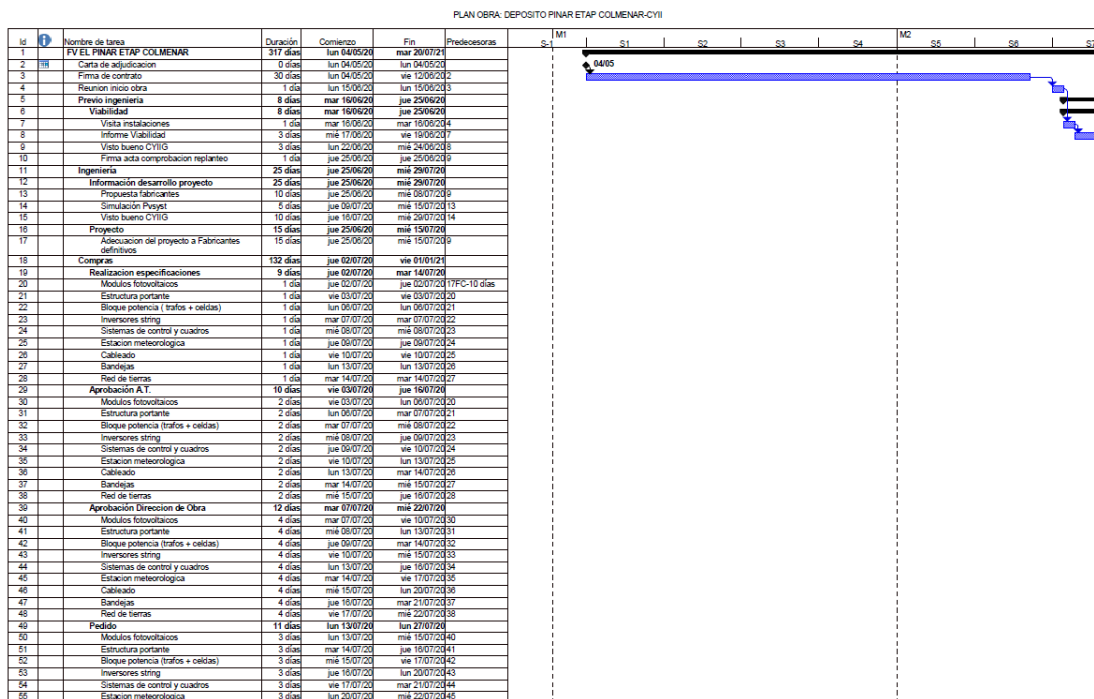 PLAN OBRA: DEPOSITO PINAR ETAP COLMENAR-CYII
Id Nombre de tarea Duración Comienzo Fin Predecesoras S-1 M1 S1 S2 S3 S4 M2 S5 S6 S7
1 FV EL PINAR ETAP COLMENAR 317 días lun 04/05/20 mar 20/07/21
2 Carta de adjudicacion 0 días lun 04/05/20 lun 04/05/20 04/05
3 Firma de contrato 30 días lun 04/05/20 vie 12/06/20 2
4 Reunion inicio obra 1 día lun 15/06/20 lun 15/06/20 3
5 Previo ingenieria 8 días mar 16/06/20 jue 25/06/20
6 Viabilidad 8 días mar 16/06/20 jue 25/06/20
7 Visita instalaciones 1 día mar 16/06/20 mar 16/06/20 4
8 Informe Viabilidad 3 días mié 17/06/20 vie 19/06/20 7
9 Visto bueno CYIIG 3 días lun 22/06/20 mié 24/06/20 8
10 Firma acta comprobacion replanteo 1 día jue 25/06/20 jue 25/06/20 9
11 Ingeniería 25 días jue 25/06/20 mié 29/07/20
12 Información desarrollo proyecto 25 días jue 25/06/20 mié 29/07/20
13 Propuesta fabricantes 10 días jue 25/06/20 mié 08/07/20 9
14 Simulación Pvsyst 5 días jue 09/07/20 mié 15/07/20 13
15 Visto bueno CYIIG 10 días jue 16/07/20 mié 29/07/20 14
16 Proyecto 15 días jue 25/06/20 mié 15/07/20
17 Adecuacion del proyecto a Fabricantes 15 días jue 25/06/20 mié 15/07/20 9
definitivos
18 Compras 132 días jue 02/07/20 vie 01/01/21
19 Realizacion especificaciones 9 días jue 02/07/20 mar 14/07/20
20 Modulos fotovoltaicos 1 día jue 02/07/20 jue 02/07/20 17FC-10 días
21 Estructura portante 1 día vie 03/07/20 vie 03/07/20 20
22 Bloque potencia ( trafos + celdas) 1 día lun 06/07/20 lun 06/07/20 21
23 Inversores string 1 día mar 07/07/20 mar 07/07/20 22
24 Sistemas de control y cuadros 1 día mié 08/07/20 mié 08/07/20 23
25 Estacion meteorologica 1 día jue 09/07/20 jue 09/07/20 24
26 Cableado 1 día vie 10/07/20 vie 10/07/20 25
27 Bandejas 1 día lun 13/07/20 lun 13/07/20 26
28 Red de tierras 1 día mar 14/07/20 mar 14/07/20 27
29 Aprobación A.T. 10 días vie 03/07/20 jue 16/07/20
30 Modulos fotovoltaicos 2 días vie 03/07/20 lun 06/07/20 20
31 Estructura portante 2 días lun 06/07/20 mar 07/07/20 21
32 Bloque potencia (trafos + celdas) 2 días mar 07/07/20 mié 08/07/20 22
33 Inversores string 2 días mié 08/07/20 jue 09/07/20 23
34 Sistemas de control y cuadros 2 días jue 09/07/20 vie 10/07/20 24
35 Estacion meteorologica 2 días vie 10/07/20 lun 13/07/20 25
36 Cableado 2 días lun 13/07/20 mar 14/07/20 26
37 Bandejas 2 días mar 14/07/20 mié 15/07/20 27
38 Red de tierras 2 días mié 15/07/20 jue 16/07/20 28
39 Aprobación Direccion de Obra 12 días mar 07/07/20 mié 22/07/20
40 Modulos fotovoltaicos 4 días mar 07/07/20 vie 10/07/20 30
41 Estructura portante 4 días mié 08/07/20 lun 13/07/20 31
42 Bloque potencia (trafos + celdas) 4 días jue 09/07/20 mar 14/07/20 32
43 Inversores string 4 días vie 10/07/20 mié 15/07/20 33
44 Sistemas de control y cuadros 4 días lun 13/07/20 jue 16/07/20 34
45 Estacion meteorologica 4 días mar 14/07/20 vie 17/07/20 35
46 Cableado 4 días mié 15/07/20 lun 20/07/20 36
47 Bandejas 4 días jue 16/07/20 mar 21/07/20 37
48 Red de tierras 4 días vie 17/07/20 mié 22/07/20 38
49 Pedido 11 días lun 13/07/20 lun 27/07/20
50 Modulos fotovoltaicos 3 días lun 13/07/20 mié 15/07/20 40
51 Estructura portante 3 días mar 14/07/20 jue 16/07/20 41
52 Bloque potencia (trafos + celdas) 3 días mié 15/07/20 vie 17/07/20 42
53 Inversores string 3 días jue 16/07/20 lun 20/07/20 43
54 Sistemas de control y cuadros 3 días vie 17/07/20 mar 21/07/20 44
55 Estacion meteorologica 3 días lun 20/07/20 mié 22/07/20 45